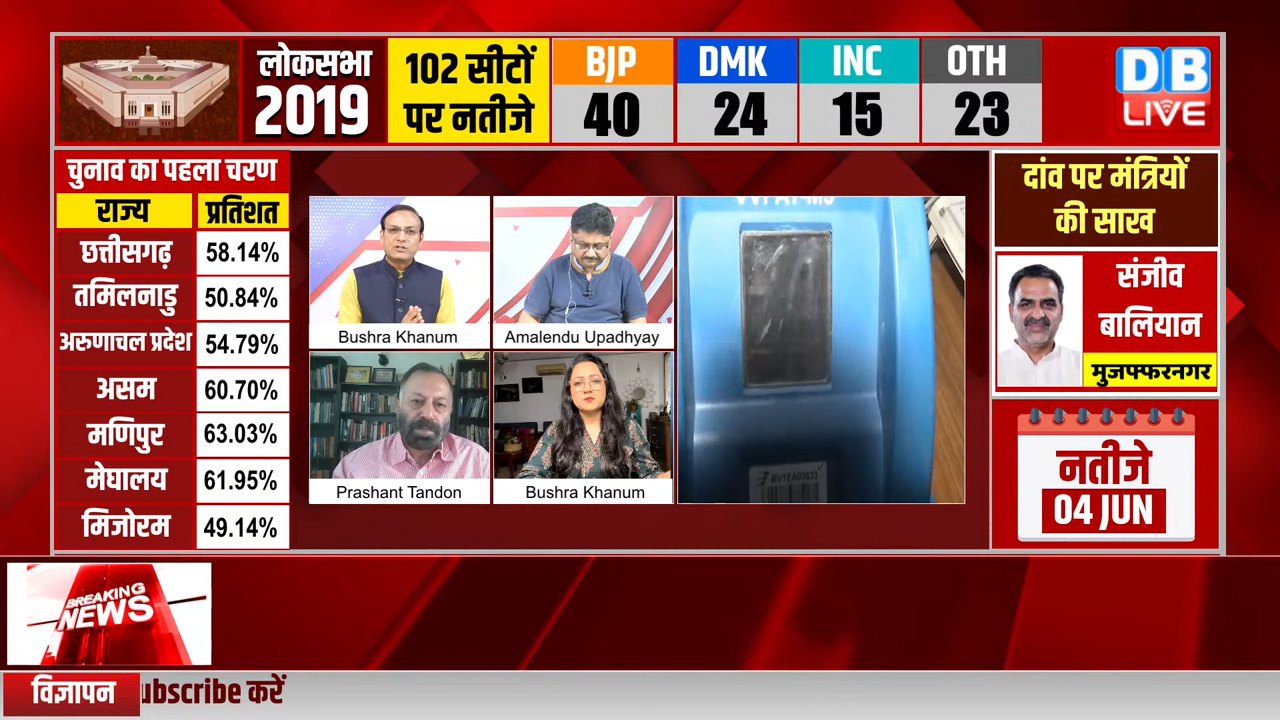 लोकसभा
2019
102 सीटों
पर नतीजे
BJP
40
DMK
24
INC
15
OTH
23
DB
LIVE
चुनाव का पहला चरण
राज्य प्रतिशत
छत्तीसगढ़ 58.14%
तमिलनाडु 50.84%
अरुणाचल प्रदेश 54.79%
असम 60.70%
मणिपुर 63.03%
मेघालय 61.95%
मिजोरम 49.14%
Bushra Khanum
Amalendu Upadhyay
Prashant Tandon
Bushra Khanum
दांव पर मंत्रियों
की साख
संजीव
बालियान
मुजफ्फरनगर
नतीजे
04 JUN
BREAKING
NEWS
विज्ञापन
ubscribe करें